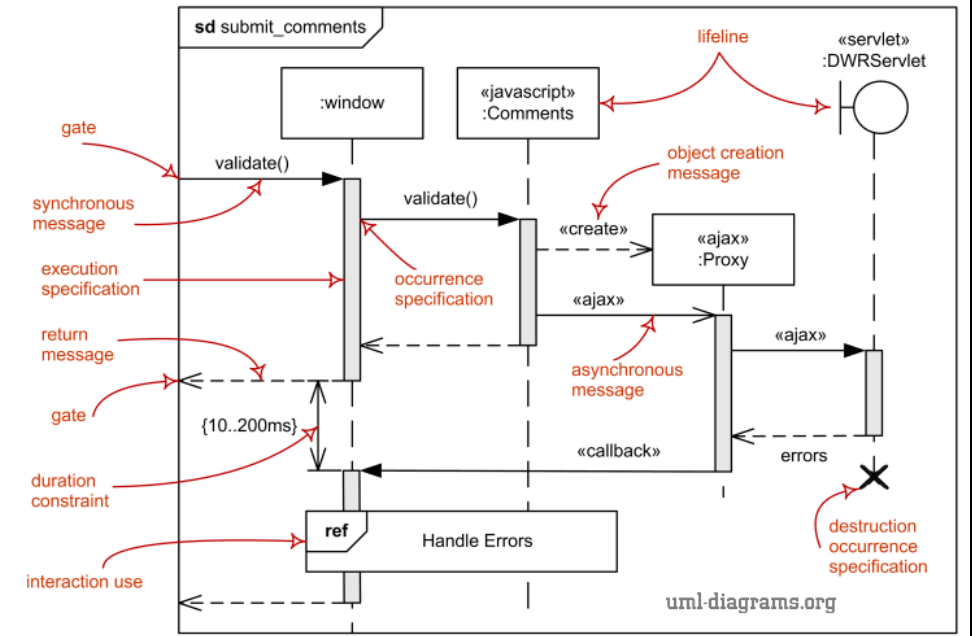 sd submit_comments
lifeline
«servlet»
:DWRServlet
:window
«javascript»
:Comments
gate
validate()
object creation
message
synchronous
message
validate()
«create»
«ajax»
:Proxy
execution
specification
occurrence
specification
«ajax»
return
message
«ajax»
asynchronous
message
gate
{10..200ms}
«callback»
errors
duration
constraint
ref
Handle Errors
destruction
occurrence
specification
interaction use
uml-diagrams.org